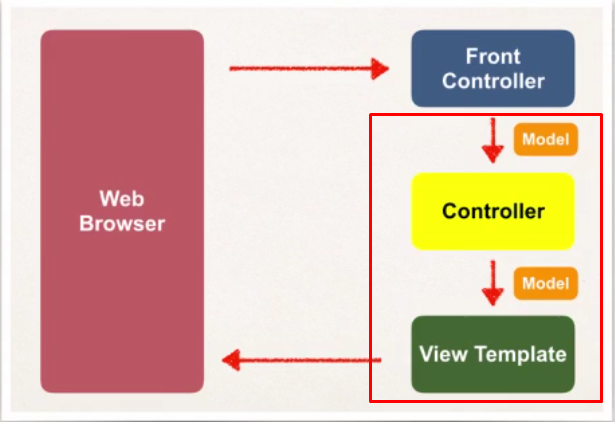 Web
Browser
Front
Controller
Model
Controller
Model
View Template